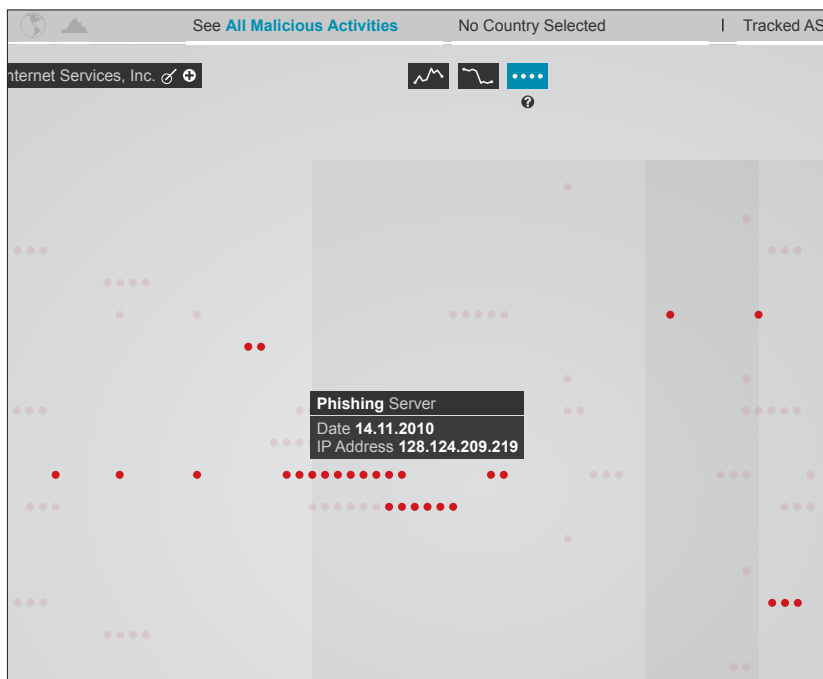 See All Malicious Activities No Country Selected | Tracked AS
nternet Services, Inc.
?
Phishing Server
Date 14.11.2010
IP Address 128.124.209.219